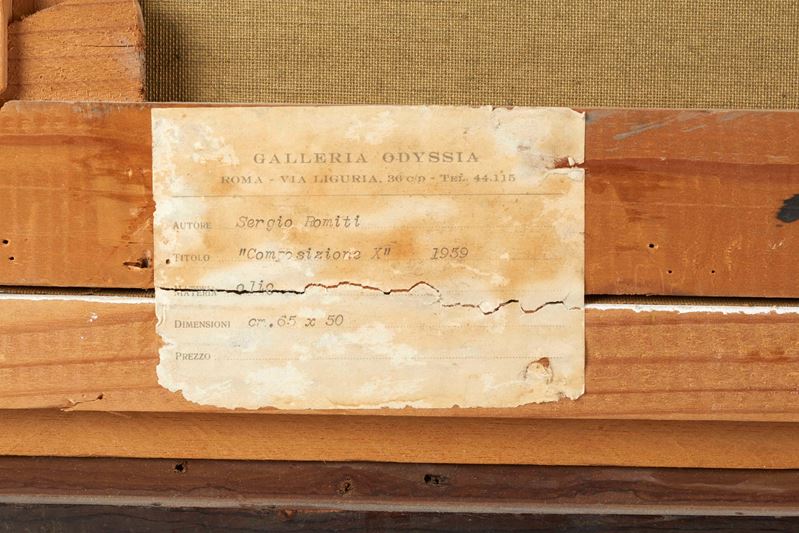 GALLERIA ODYSSIA
ROMA - VIA LIGURIA, 36 C/D - TEL. 44.115
AUTORE Sergio Romiti
TITOLO "Composizione X" 1959
MATERIA olio
DIMENSIONI cm. 65 x 50
PREZZO